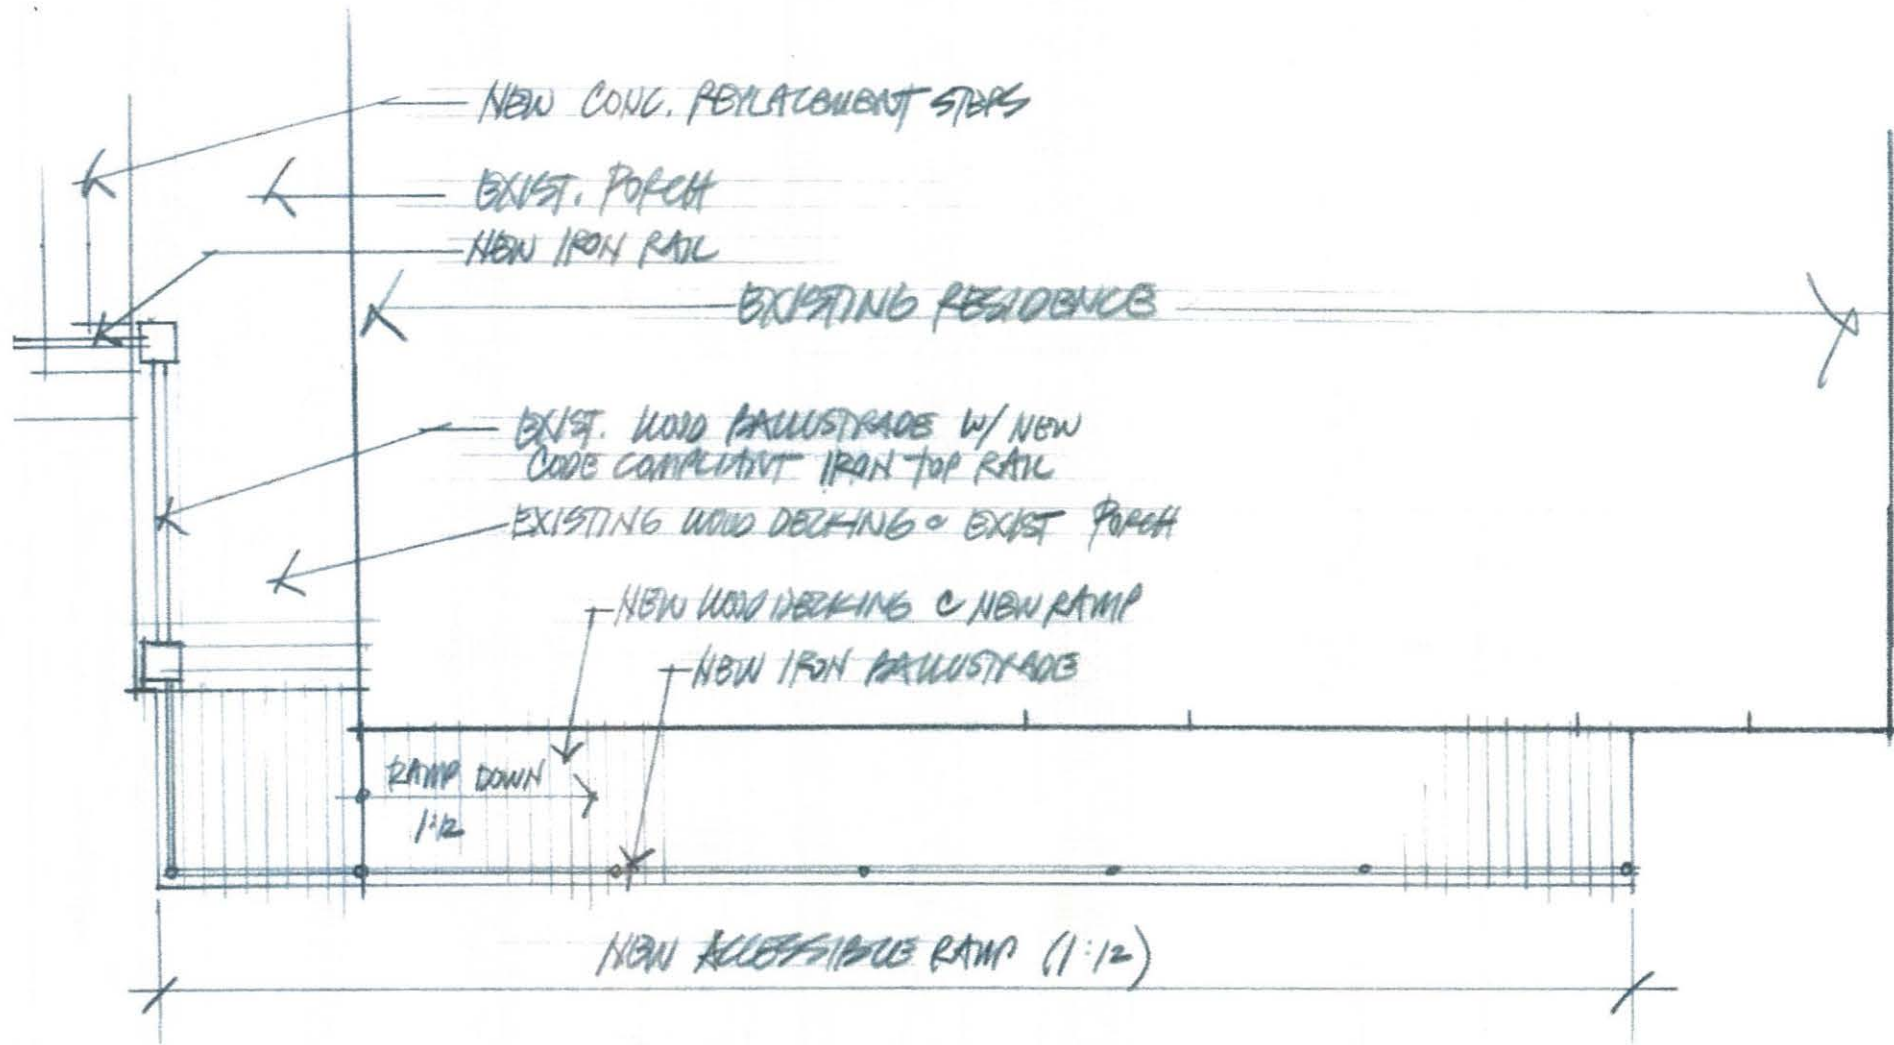 NEW CONC. REPLACEMENT STEPS
EXIST. PORCH
NEW IRON RAIL
EXISTING RESIDENCE
EXIST. WOOD BALLUSTRADE W/ NEW
CODE COMPLIANT IRON TOP RAIL
EXISTING WOOD DECKING @ EXIST PORCH
NEW WOOD DECKING @ NEW RAMP
NEW IRON BALLUSTRADE
RAMP DOWN
1:12
NEW ACCESSIBLE RAMP (1:12)